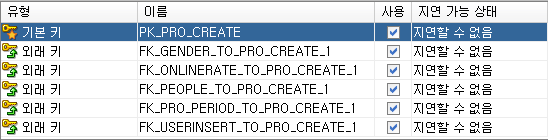 유형 이름 사용 지연 가능 상태
기본 키 PK_PRO_CREATE 지연할 수 없음
외래 키 FK_GENDER_TO_PRO_CREATE_1 지연할 수 없음
외래 키 FK_ONLINERATE_TO_PRO_CREATE_1 지연할 수 없음
외래 키 FK_PEOPLE_TO_PRO_CREATE_1 지연할 수 없음
외래 키 FK_PRO_PERIOD_TO_PRO_CREATE_1 지연할 수 없음
외래 키 FK_USERINSERT_TO_PRO_CREATE_1 지연할 수 없음